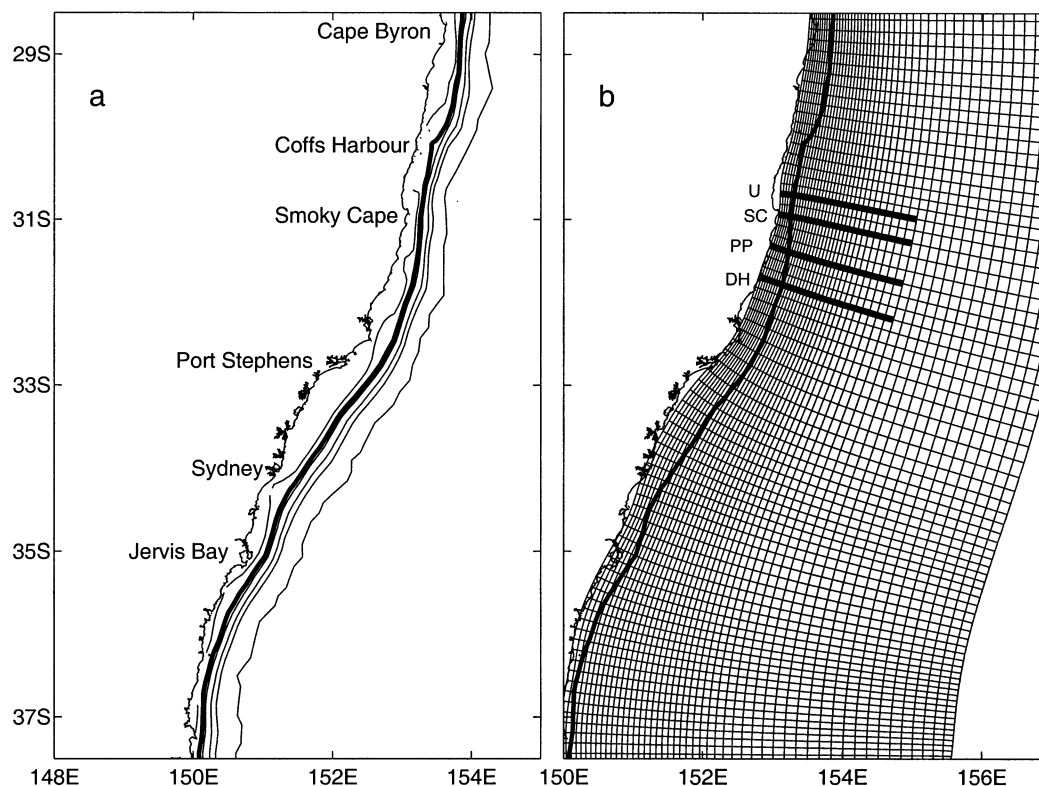 Cape Byron
29S
a
b
Coffs Harbour
U
31S
Smoky Cape
SC
PP
DH
Port Stephens
33S
Sydney
35S
Jervis Bay
37S
148E
150E
152E
154E
150E
152E
154E
156E